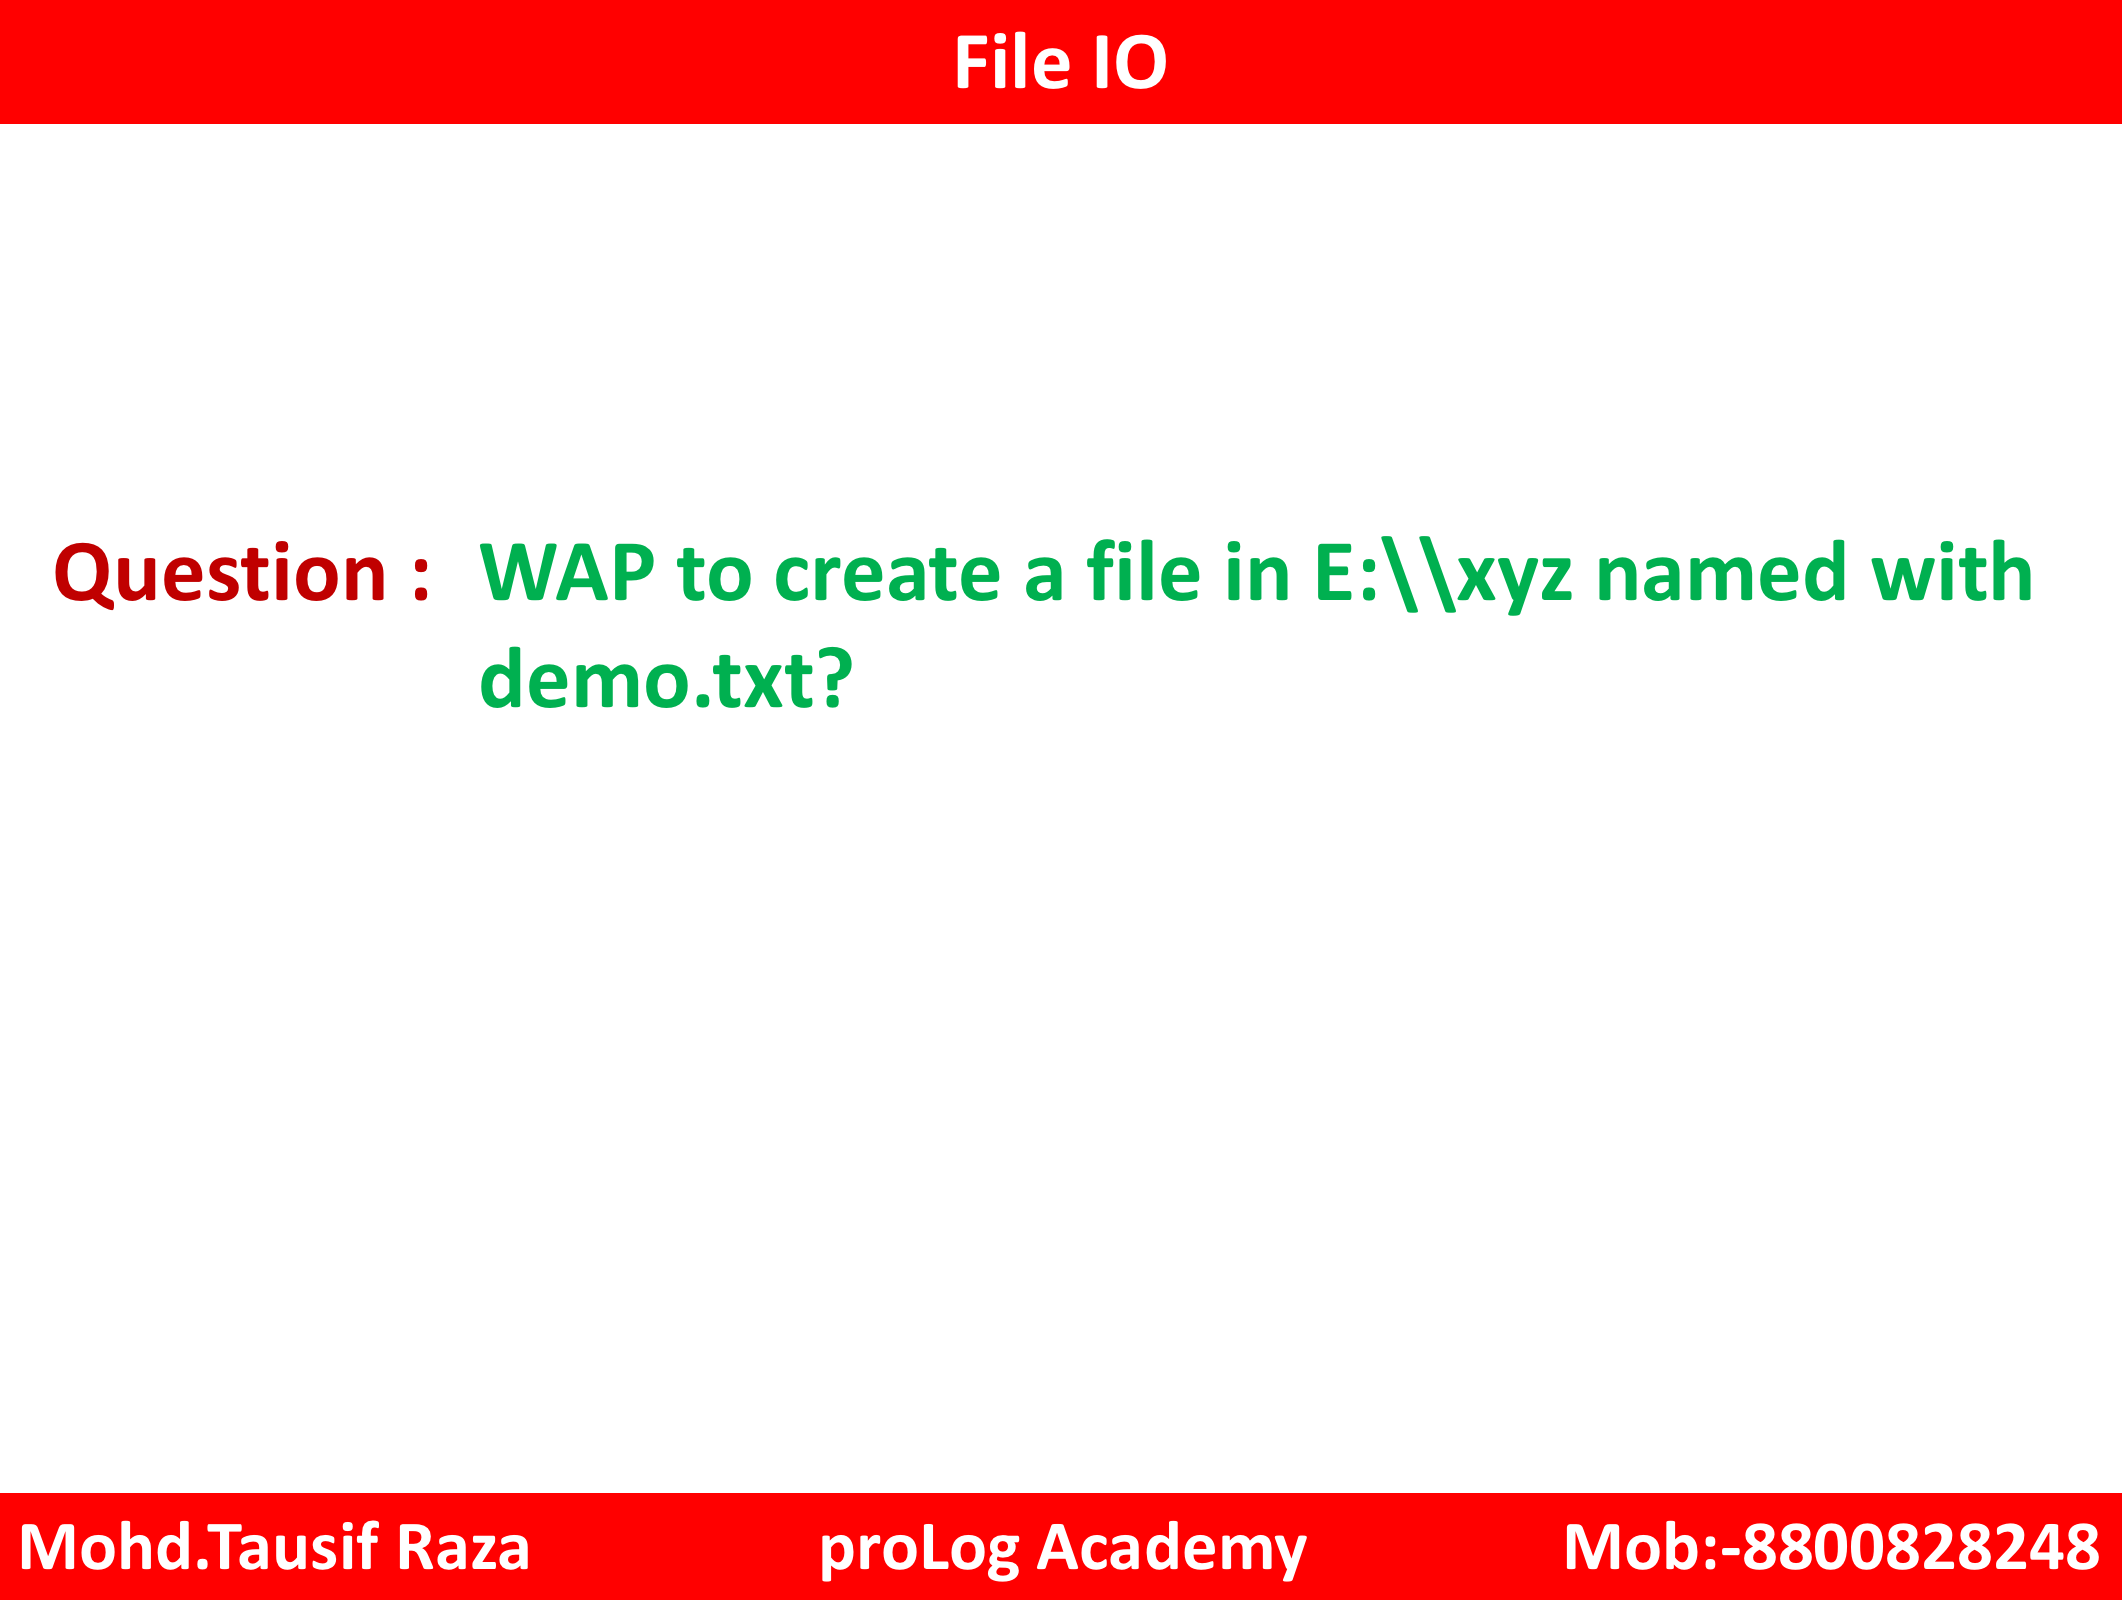 File IO
Question : WAP to create a file in E:\\xyz named with
demo.txt?
Mohd.Tausif Raza proLog Academy Mob:-8800828248